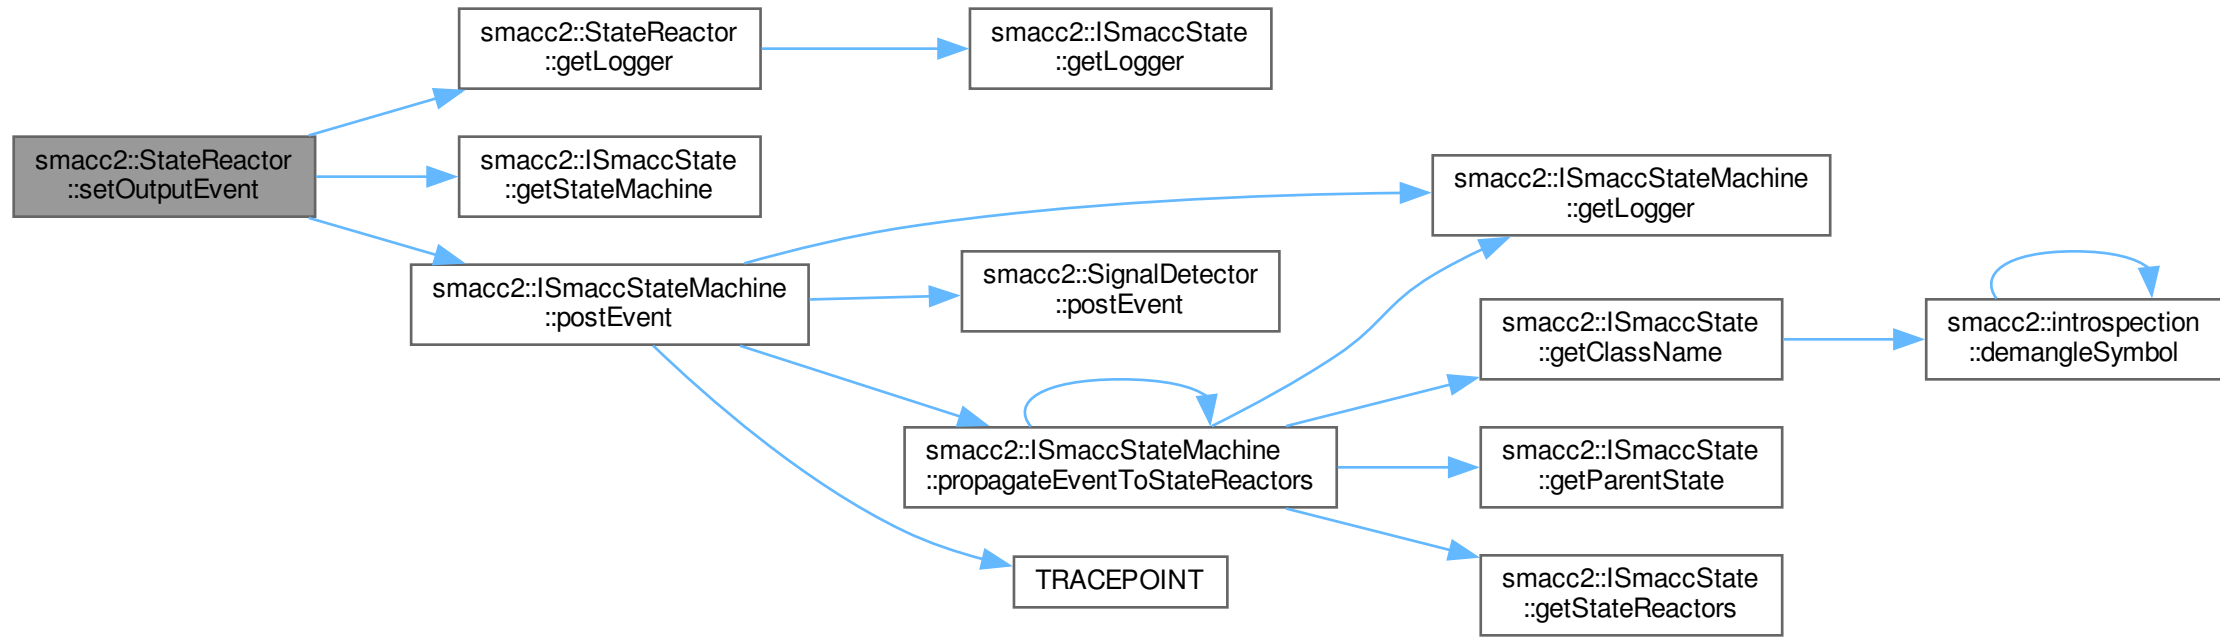 smacc2::StateReactor
::setOutputEvent
smacc2::StateReactor
::getLogger
smacc2::ISmaccState
::getLogger
smacc2::ISmaccState
::getStateMachine
smacc2::ISmaccStateMachine
::postEvent
smacc2::ISmaccStateMachine
::getLogger
smacc2::SignalDetector
::postEvent
smacc2::ISmaccStateMachine
::propagateEventToStateReactors
smacc2::ISmaccState
::getClassName
smacc2::introspection
::demangleSymbol
smacc2::ISmaccState
::getParentState
smacc2::ISmaccState
::getStateReactors
TRACEPOINT